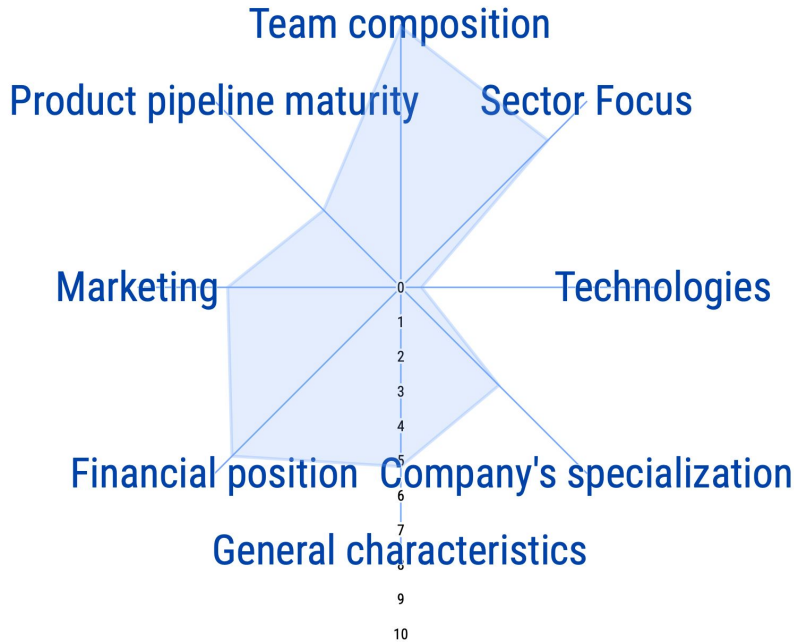 Team composition
Product pipeline maturity
Sector Focus
Marketing
0
Technologies
1
2
3
4
5
Financial position
Company's specialization
6
7
General characteristics
8
9
10